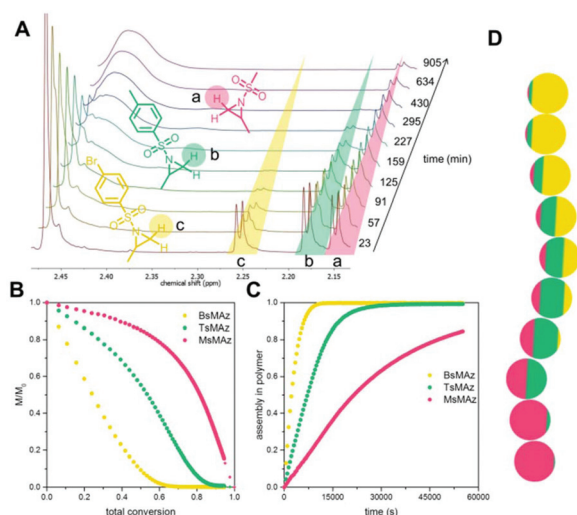 A
D
a
b
c
H
H
H
H
H
H
N
N
N
S
S
S
O
O
O
O
O
O
Br
905
634
430
295
227
159
125
91
57
23
time (min)
c
b
a
2.45
2.40
2.35
2.30
2.25
2.20
2.15
chemical shift (ppm)
B
C
M/M0
1.0
0.8
0.6
0.4
0.2
0.0
BsMAz
TsMAz
MsMAz
0.0
0.2
0.4
0.6
0.8
1.0
total conversion
assembly in polymer
1.0
0.8
0.6
0.4
0.2
0.0
BsMAz
TsMAz
MsMAz
0
15000
30000
45000
60000
time (s)